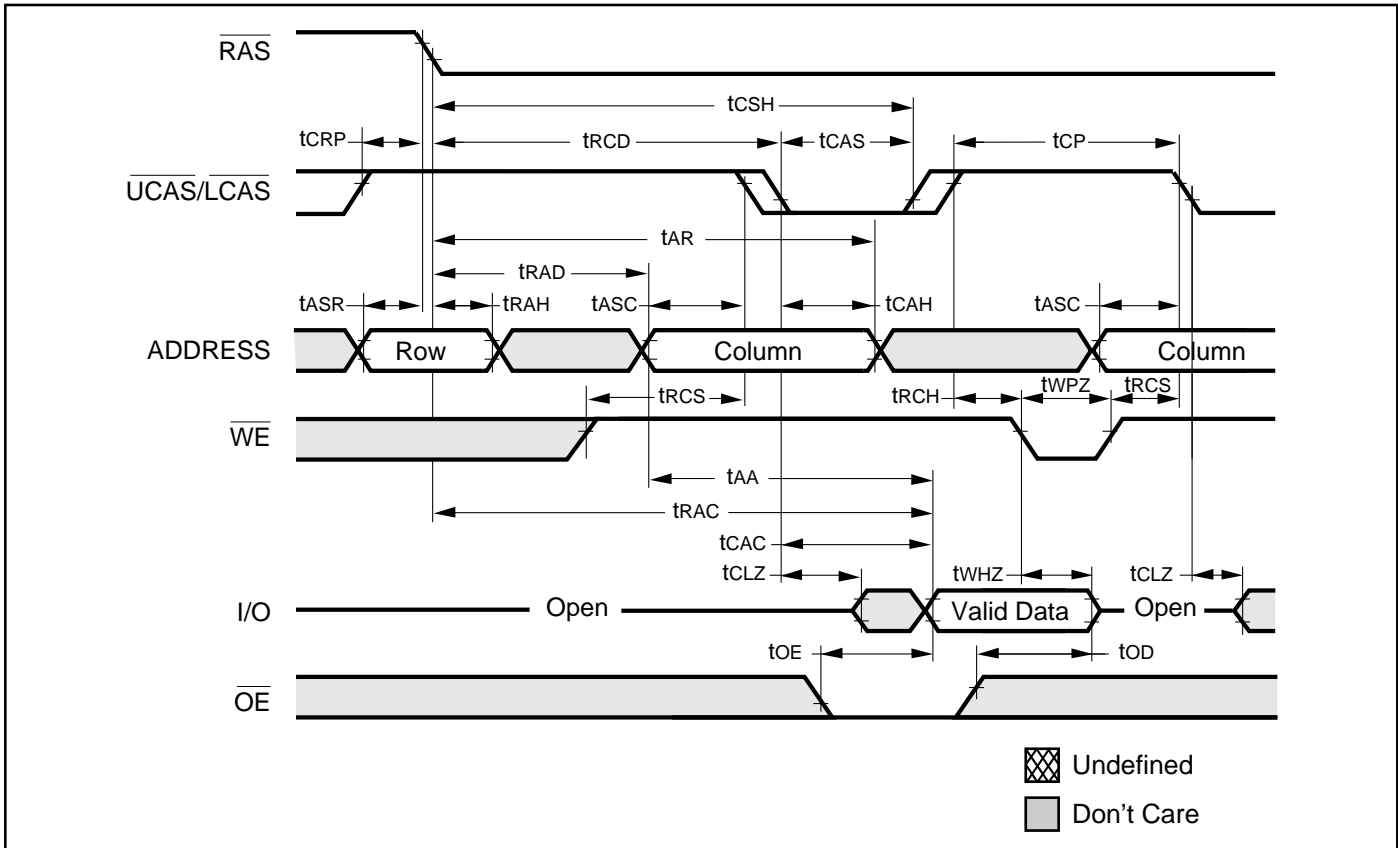 RAS
tCSH
tCRP
tRCD
tCAS
tCP
UCAS/LCAS
tAR
tRAD
tASR
tRAH
tASC
tCAH
tASC
ADDRESS
Row
Column
Column
tRCS
tRCH
tWPZ
tRCS
WE
tAA
tRAC
tCAC
tCLZ
tWHZ
tCLZ
I/O
Open
Valid Data
Open
tOE
tOD
OE
Undefined
Don't Care